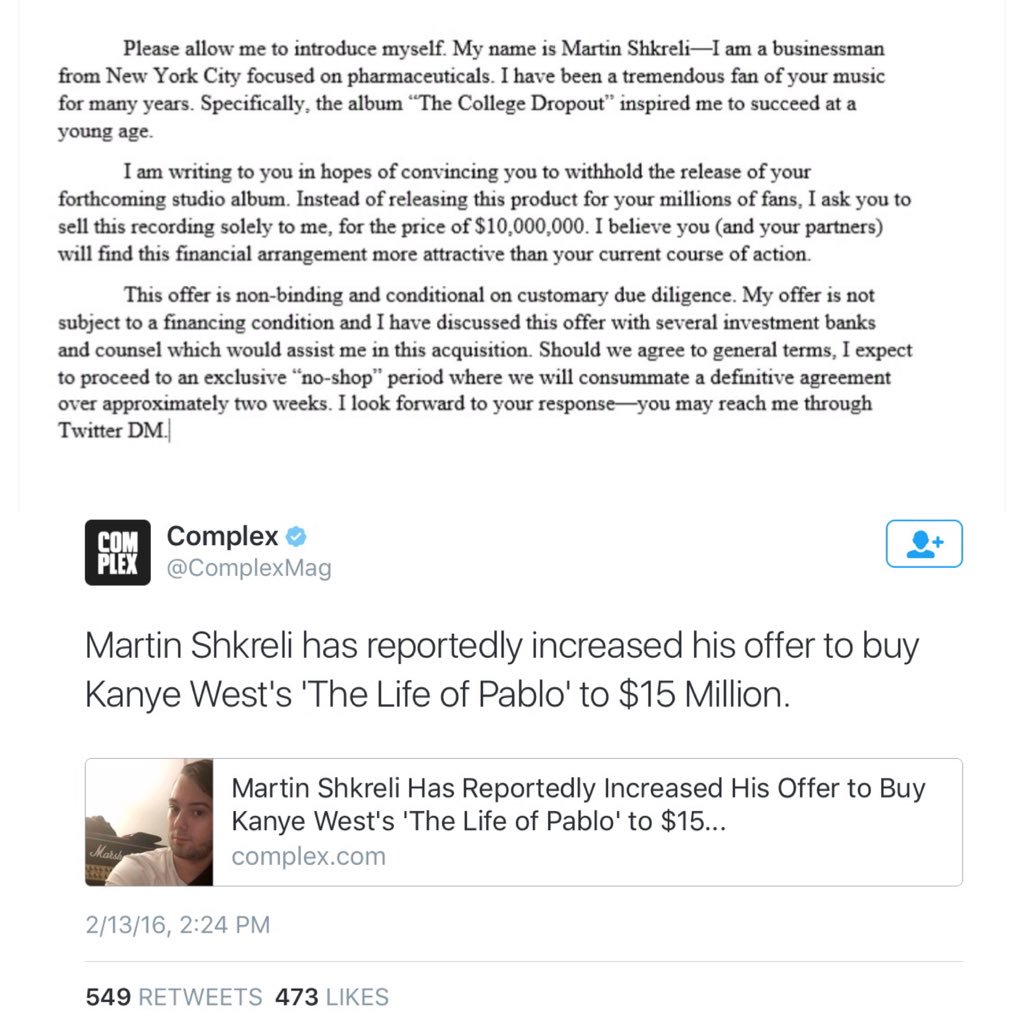 Please allow me to introduce myself. My name is Martin Shkreli—I am a businessman
from New York City focused on pharmaceuticals. I have been a tremendous fan of your music
for many years. Specifically, the album “The College Dropout” inspired me to succeed at a
young age.
I am writing to you in hopes of convincing you to withhold the release of your
forthcoming studio album. Instead of releasing this product for your millions of fans, I ask you to
sell this recording solely to me, for the price of $10,000,000. I believe you (and your partners)
will find this financial arrangement more attractive than your current course of action.
This offer is non-binding and conditional on customary due diligence. My offer is not
subject to a financing condition and I have discussed this offer with several investment banks
and counsel which would assist me in this acquisition. Should we agree to general terms, I expect
to proceed to an exclusive “no-shop” period where we will consummate a definitive agreement
over approximately two weeks. I look forward to your response—you may reach me through
Twitter DM.
COM
PLEX
Complex
@ComplexMag
Martin Shkreli has reportedly increased his offer to buy
Kanye West's 'The Life of Pablo' to $15 Million.
Martin Shkreli Has Reportedly Increased His Offer to Buy
Kanye West's 'The Life of Pablo' to $15...
complex.com
2/13/16, 2:24 PM
549 RETWEETS 473 LIKES